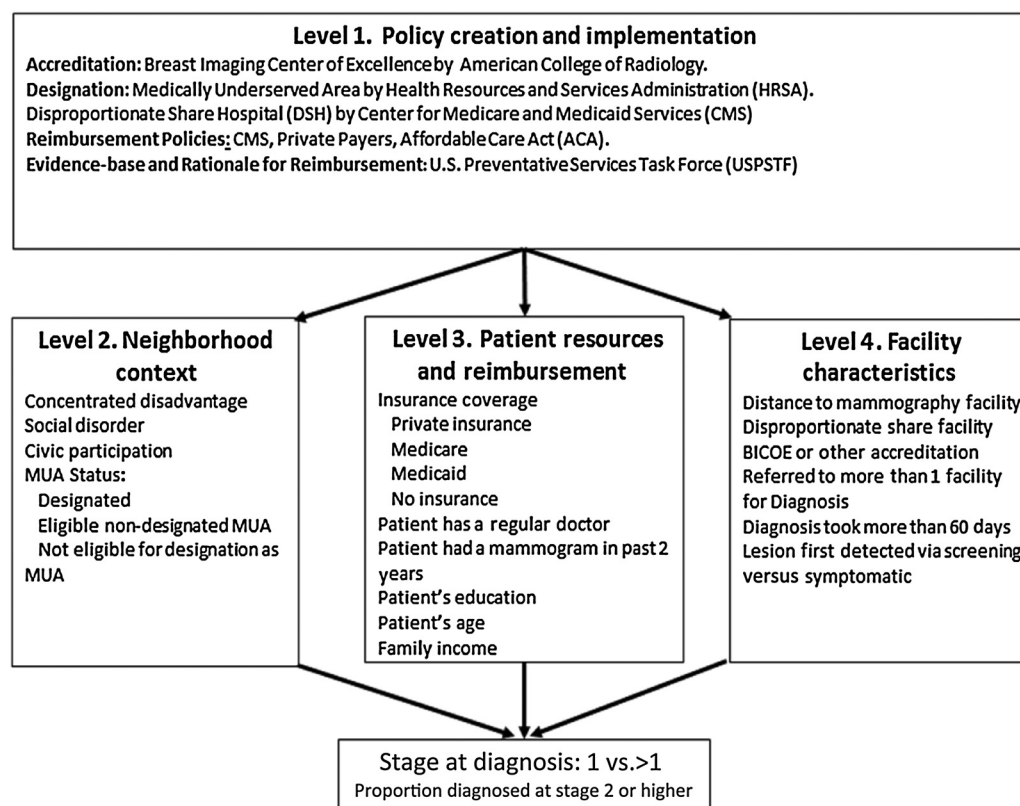 Level 1. Policy creation and implementation
Accreditation: Breast Imaging Center of Excellence by American College of Radiology.
Designation: Medically Underserved Area by Health Resources and Services Administration (HRSA).
Disproportionate Share Hospital (DSH) by Center for Medicare and Medicaid Services (CMS)
Reimbursement Policies: CMS, Private Payers, Affordable Care Act (ACA).
Evidence-base and Rationale for Reimbursement: U.S. Preventative Services Task Force (USPSTF)
Level 2. Neighborhood
context
Concentrated disadvantage
Social disorder
Civic participation
MUA Status:
Designated
Eligible non-designated MUA
Not eligible for designation as
MUA
Level 3. Patient resources
and reimbursement
Insurance coverage
Private insurance
Medicare
Medicaid
No insurance
Patient has a regular doctor
Patient had a mammogram in past 2
years
Patient's education
Patient's age
Family income
Level 4. Facility
characteristics
Distance to mammography facility
Disproportionate share facility
BICOE or other accreditation
Referred to more than 1 facility
for Diagnosis
Diagnosis took more than 60 days
Lesion first detected via screening
versus symptomatic
Stage at diagnosis: 1 vs.>1
Proportion diagnosed at stage 2 or higher